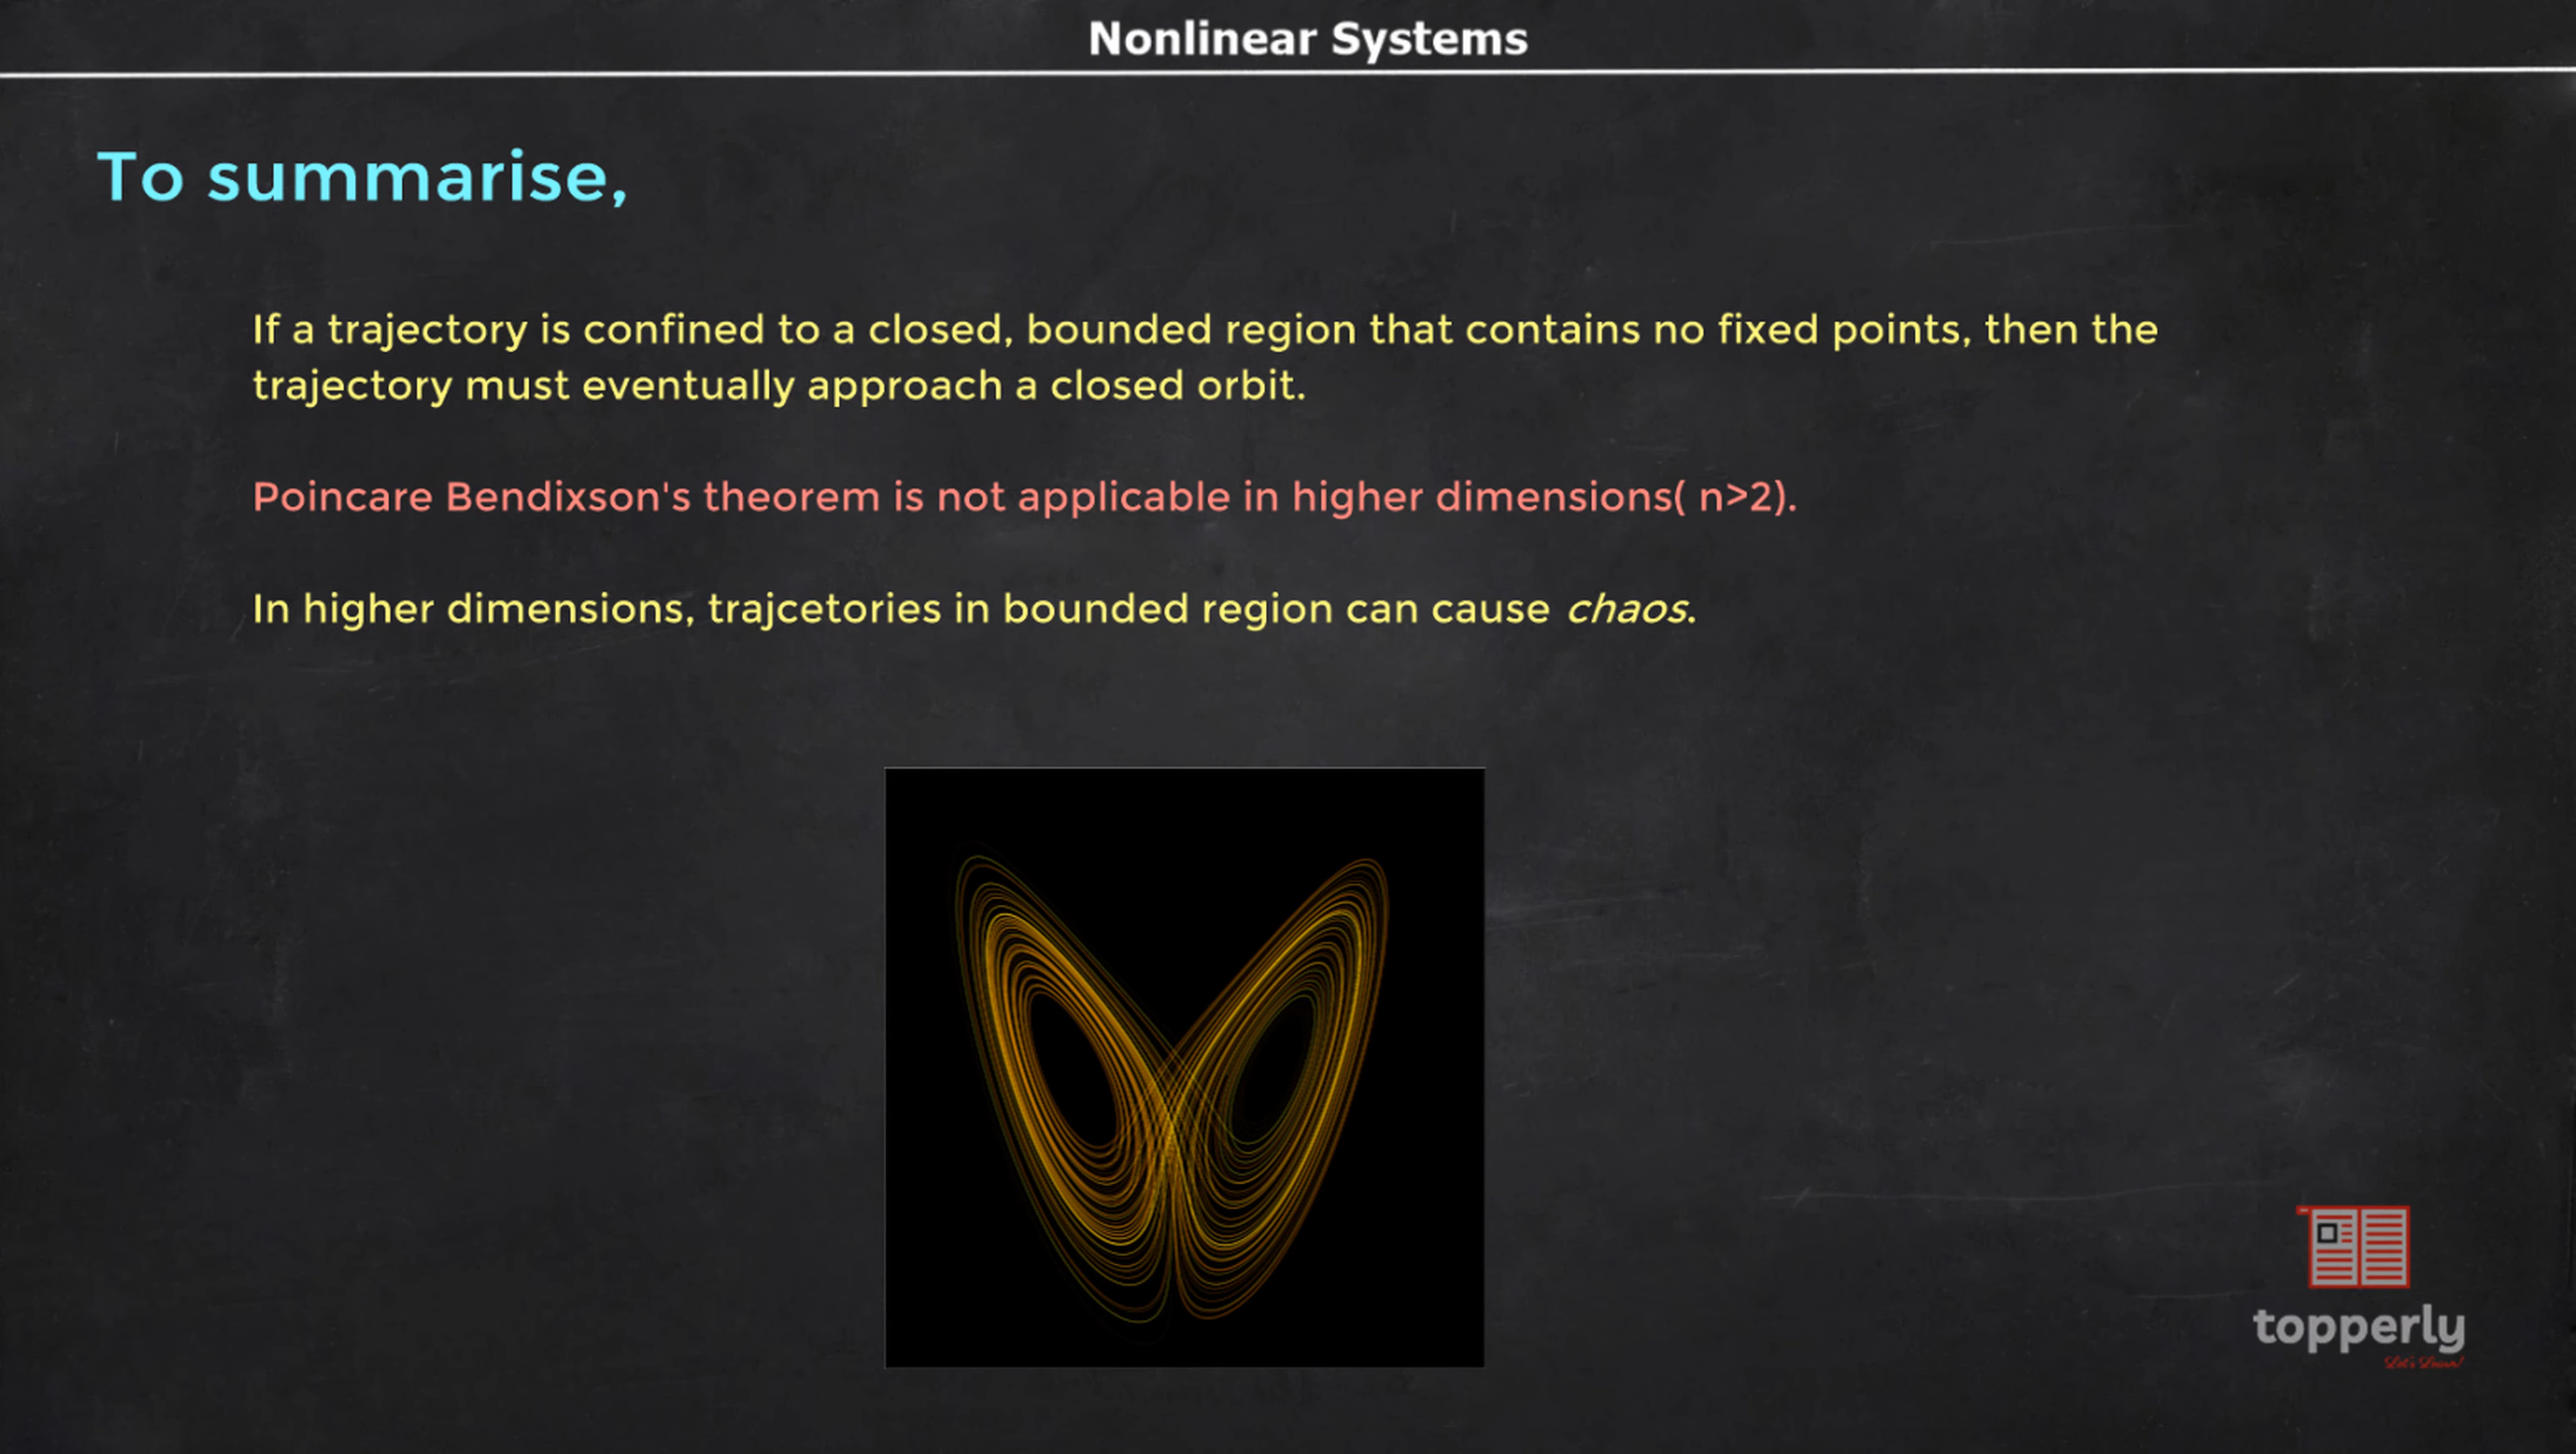 Nonlinear Systems
To summarise,
If a trajectory is confined to a closed, bounded region that contains no fixed points, then the
trajectory must eventually approach a closed orbit.
Poincare Bendixson's theorem is not applicable in higher dimensions( n>2).
In higher dimensions, trajcetories in bounded region can cause chaos.
topperly
Let's Learn!